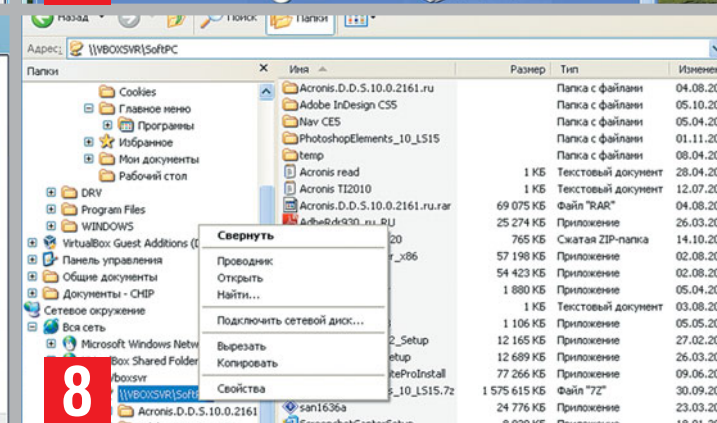 Назад Поиск Папки
Адрес: \\VBOXSVR\SoftPC
Папки × Имя Размер Тип
Cookies
Главное меню
Программы
Избранное
Мои документы
Рабочий стол
DRV
Program Files
WINDOWS
VirtualBox Guest Additions (
Панель управления
Общие документы
Документы - CHIP
Сетевое окружение
Вся сеть
Microsoft Windows Netw
Box Shared Folder
boxsvr
\\VBOXSVR\Soft
Acronis.D.D.S.10.0.2161
8
Свернуть
Проводник
Открыть
Найти...
Подключить сетевой диск...
Вырезать
Копировать
Свойства
Acronis.D.D.S.10.0.2161.ru Папка с файлами 04.08.20
Adobe InDesign CS5 Папка с файлами 05.10.20
Nav CE5 Папка с файлами 05.04.20
PhotoshopElements_10_LS15 Папка с файлами 01.11.20
temp Папка с файлами 08.04.20
Acronis read 1 КБ Текстовый документ 28.04.20
Acronis TI2010 1 КБ Текстовый документ 12.07.20
Acronis.D.D.S.10.0.2161.ru.rar 69 075 КБ Файл "RAR" 04.08.20
AdbeRdr930_ru_RU 25 274 КБ Приложение 26.03.20
20 765 КБ Сжатая ZIP-папка 14.10.20
r_x86 57 198 КБ Приложение 02.08.20
54 423 КБ Приложение 02.08.20
1 880 КБ Приложение 05.04.20
1 КБ Текстовый документ 03.08.20
1 106 КБ Приложение 05.05.20
2_Setup 12 165 КБ Приложение 27.02.20
etup 12 689 КБ Приложение 26.03.20
teProInstall 77 266 КБ Приложение 09.06.20
s_10_LS15.7z 1 575 615 КБ Файл "7Z" 30.09.20
san1636a 24 776 КБ Приложение 23.03.20
ScreenshotCaptorSetup Приложение